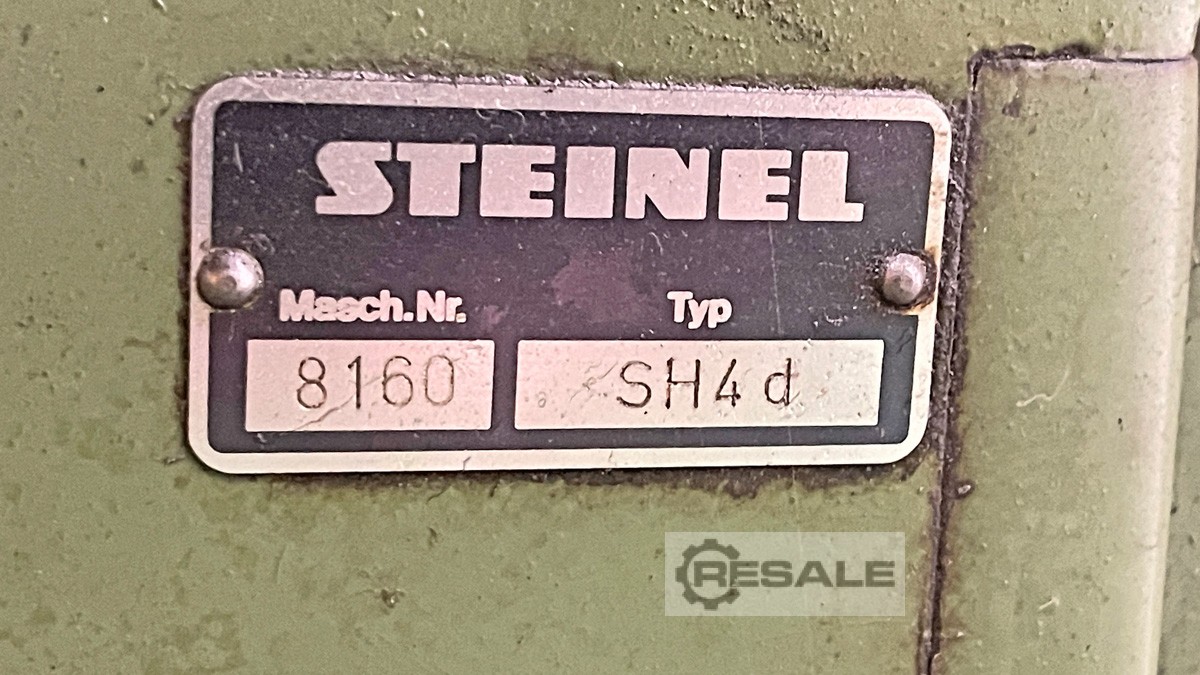 STEINEL
Masch.Nr. Typ
8160 SH4d
RESALE